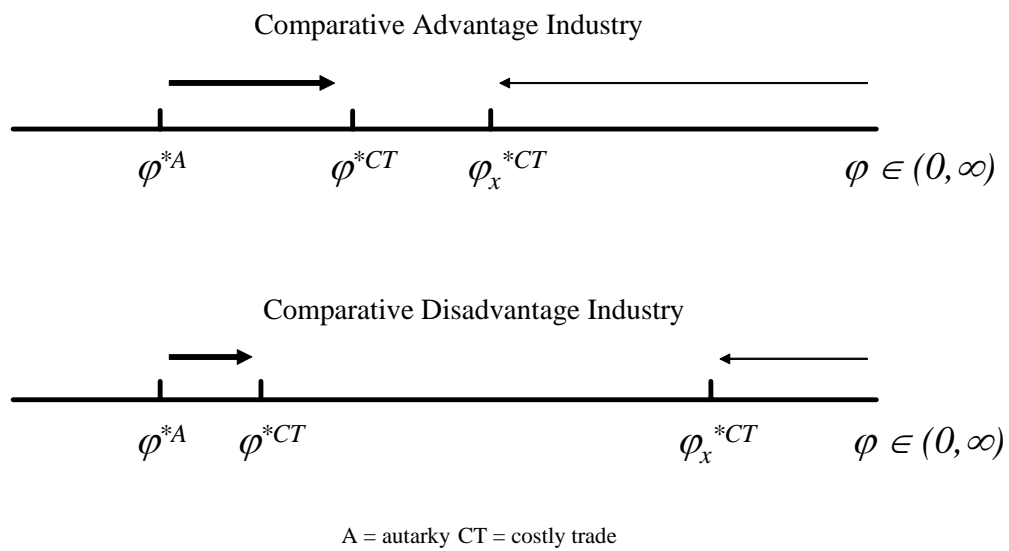 Comparative Advantage Industry
φ*A φ*CT φx*CT φ ∈ (0,∞)
Comparative Disadvantage Industry
φ*A φ*CT φx*CT φ ∈ (0,∞)
A = autarky CT = costly trade